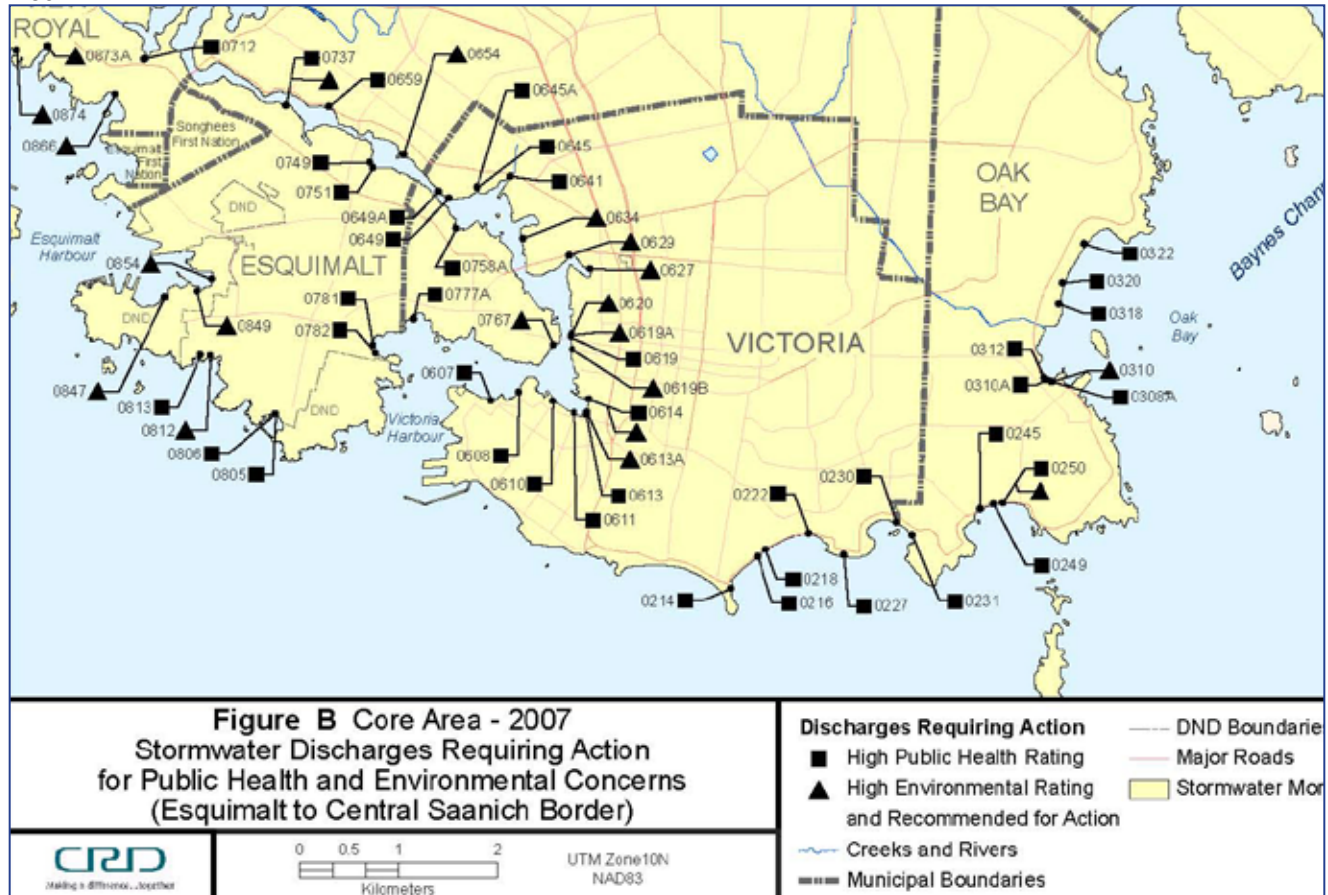 ROYAL
0873A
0712
0737
0654
0659
0645A
0874
Songhees
First Nation
0645
0866
Esquimalt
First
Nation
0749
0641
OAK
BAY
0751
DND
0649A
0634
Baynes Chan
Esquimalt
Harbour
0649
0629
0322
0854
ESQUIMALT
0758A
0627
0320
0781
0777A
0620
0318
Oak
Bay
DND
0849
0782
0767
0619A
VICTORIA
0619
0312
0607
0619B
0310A
0310
0847
0308A
0813
DND
Victoria
Harbour
0614
0812
0245
0806
0608
0613A
0230
0250
0805
0610
0613
0222
0611
0249
0218
0214
0216
0227
0231
Figure B Core Area - 2007
Stormwater Discharges Requiring Action
for Public Health and Environmental Concerns
(Esquimalt to Central Saanich Border)
CRD
Making a difference...together
0 0.5 1 2
Kilometers
UTM Zone10N
NAD83
Discharges Requiring Action
High Public Health Rating
High Environmental Rating
and Recommended for Action
Creeks and Rivers
Municipal Boundaries
DND Boundaries
Major Roads
Stormwater Mor